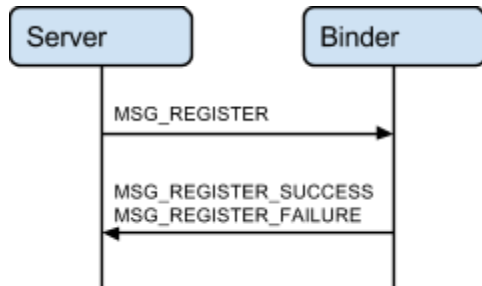 Server
Binder
MSG_REGISTER
MSG_REGISTER_SUCCESS
MSG_REGISTER_FAILURE